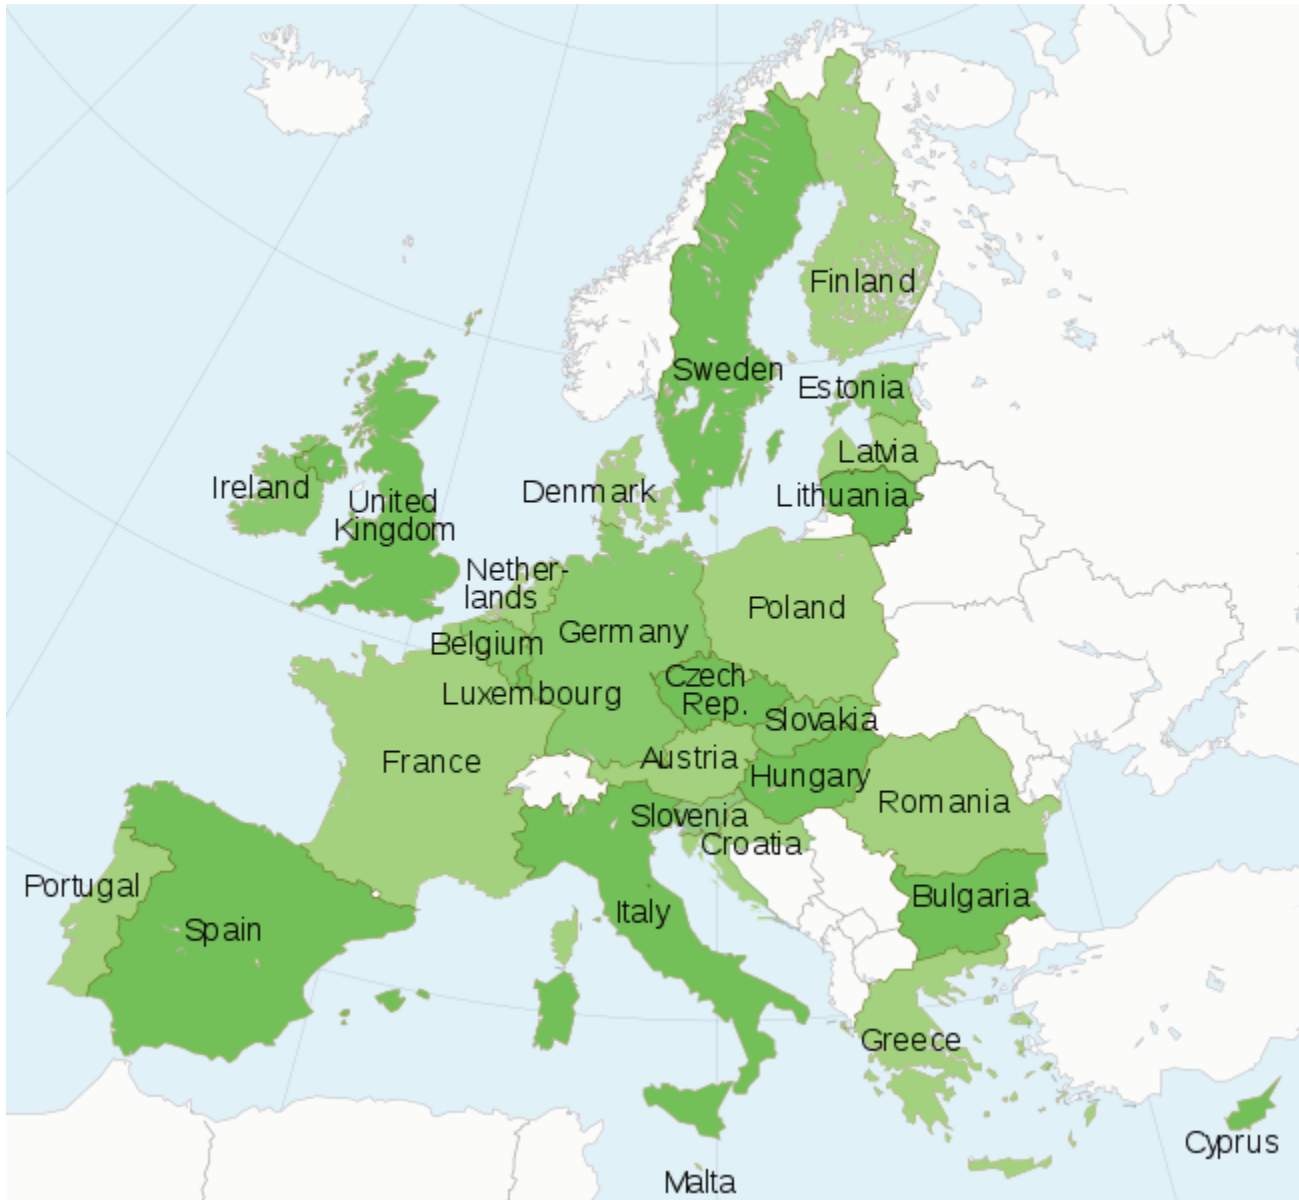 Finland
Sweden
Estonia
Latvia
Lithuania
Denmark
Ireland
United
Kingdom
Nether-
lands
Belgium
Germany
Poland
Luxembourg
Czech
Rep.
Slovakia
France
Austria
Hungary
Romania
Slovenia
Croatia
Portugal
Spain
Italy
Bulgaria
Greece
Cyprus
Malta